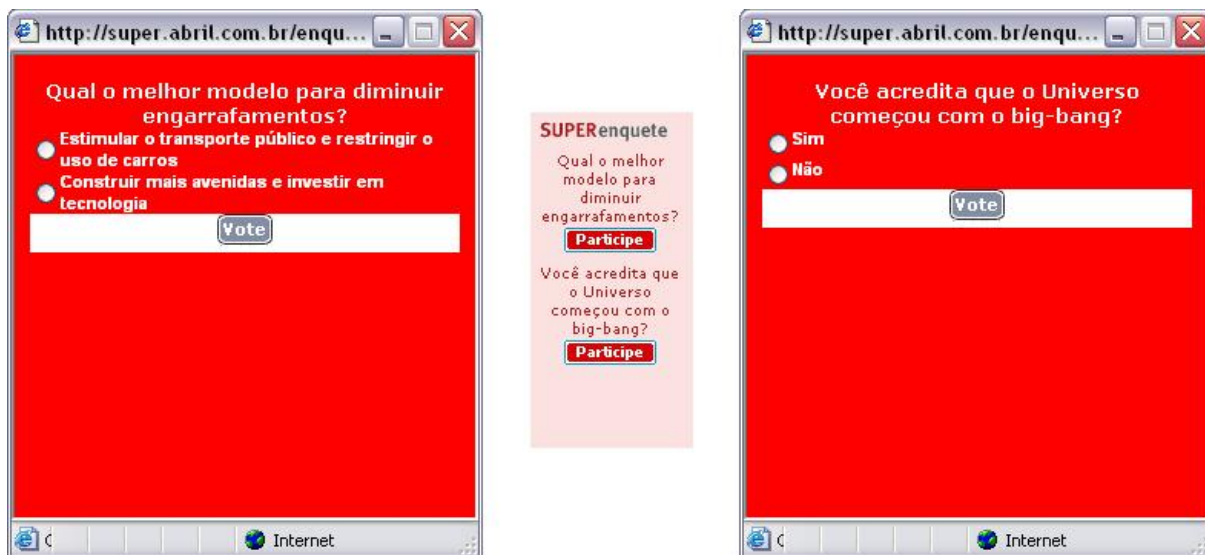 http://super.abril.com.br/enqu...
Qual o melhor modelo para diminuir
engarrafamentos?
Estimular o transporte público e restringir o
uso de carros
Construir mais avenidas e investir em
tecnologia
Vote
Internet
SUPERenquete
Qual o melhor
modelo para
diminuir
engarrafamentos?
Participe
Você acredita que
o Universo
começou com o
big-bang?
Participe
http://super.abril.com.br/enqu...
Você acredita que o Universo
começou com o big-bang?
Sim
Não
Vote
Internet